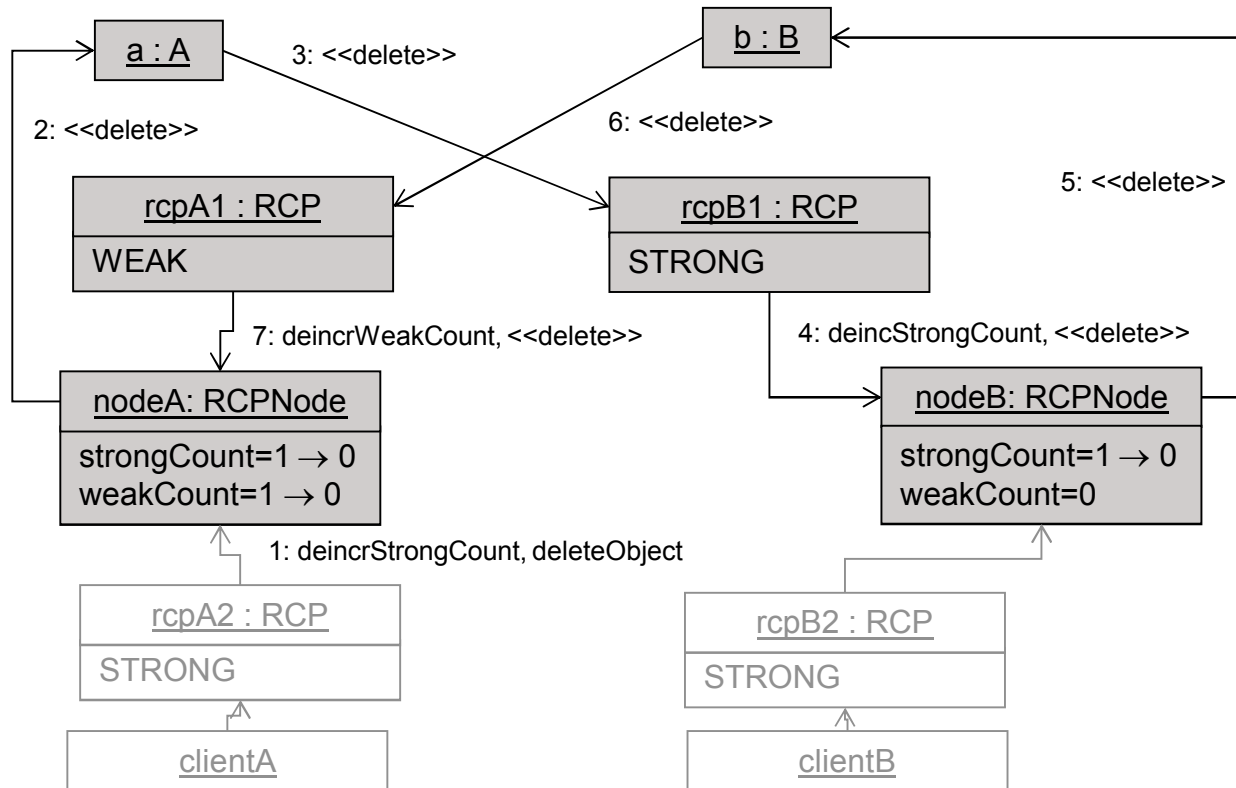 a : A
3: <<delete>>
b : B
2: <<delete>>
6: <<delete>>
5: <<delete>>
rcpA1 : RCP
WEAK
rcpB1 : RCP
STRONG
7: deincrWeakCount, <<delete>>
4: deincStrongCount, <<delete>>
nodeA: RCPNode
strongCount=1 → 0
weakCount=1 → 0
nodeB: RCPNode
strongCount=1 → 0
weakCount=0
1: deincrStrongCount, deleteObject
rcpA2 : RCP
STRONG
rcpB2 : RCP
STRONG
clientA
clientB